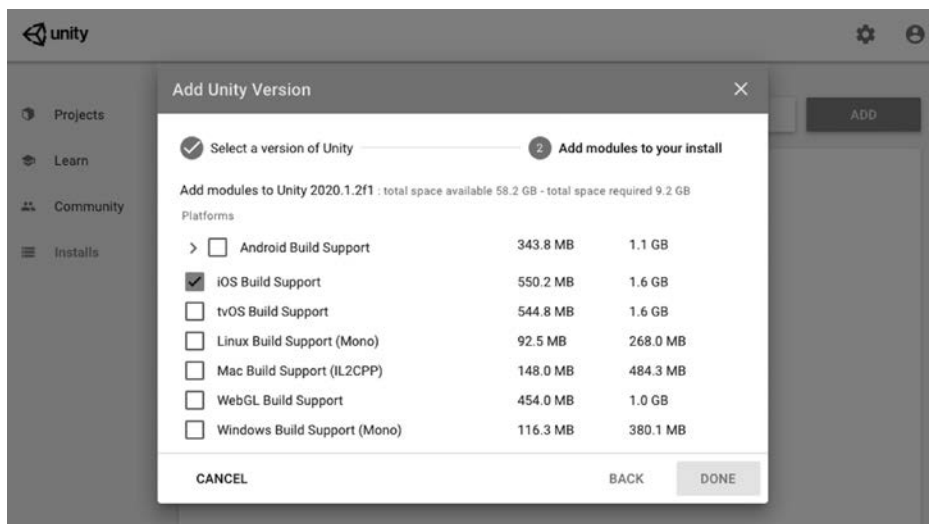 unity
Add Unity Version
Projects
ADD
Select a version of Unity
2 Add modules to your install
Learn
Add modules to Unity 2020.1.2f1 : total space available 58.2 GB - total space required 9.2 GB
Community
Platforms
Android Build Support 343.8 MB 1.1 GB
Installs
iOS Build Support 550.2 MB 1.6 GB
tvOS Build Support 544.8 MB 1.6 GB
Linux Build Support (Mono) 92.5 MB 268.0 MB
Mac Build Support (IL2CPP) 148.0 MB 484.3 MB
WebGL Build Support 454.0 MB 1.0 GB
Windows Build Support (Mono) 116.3 MB 380.1 MB
CANCEL BACK DONE